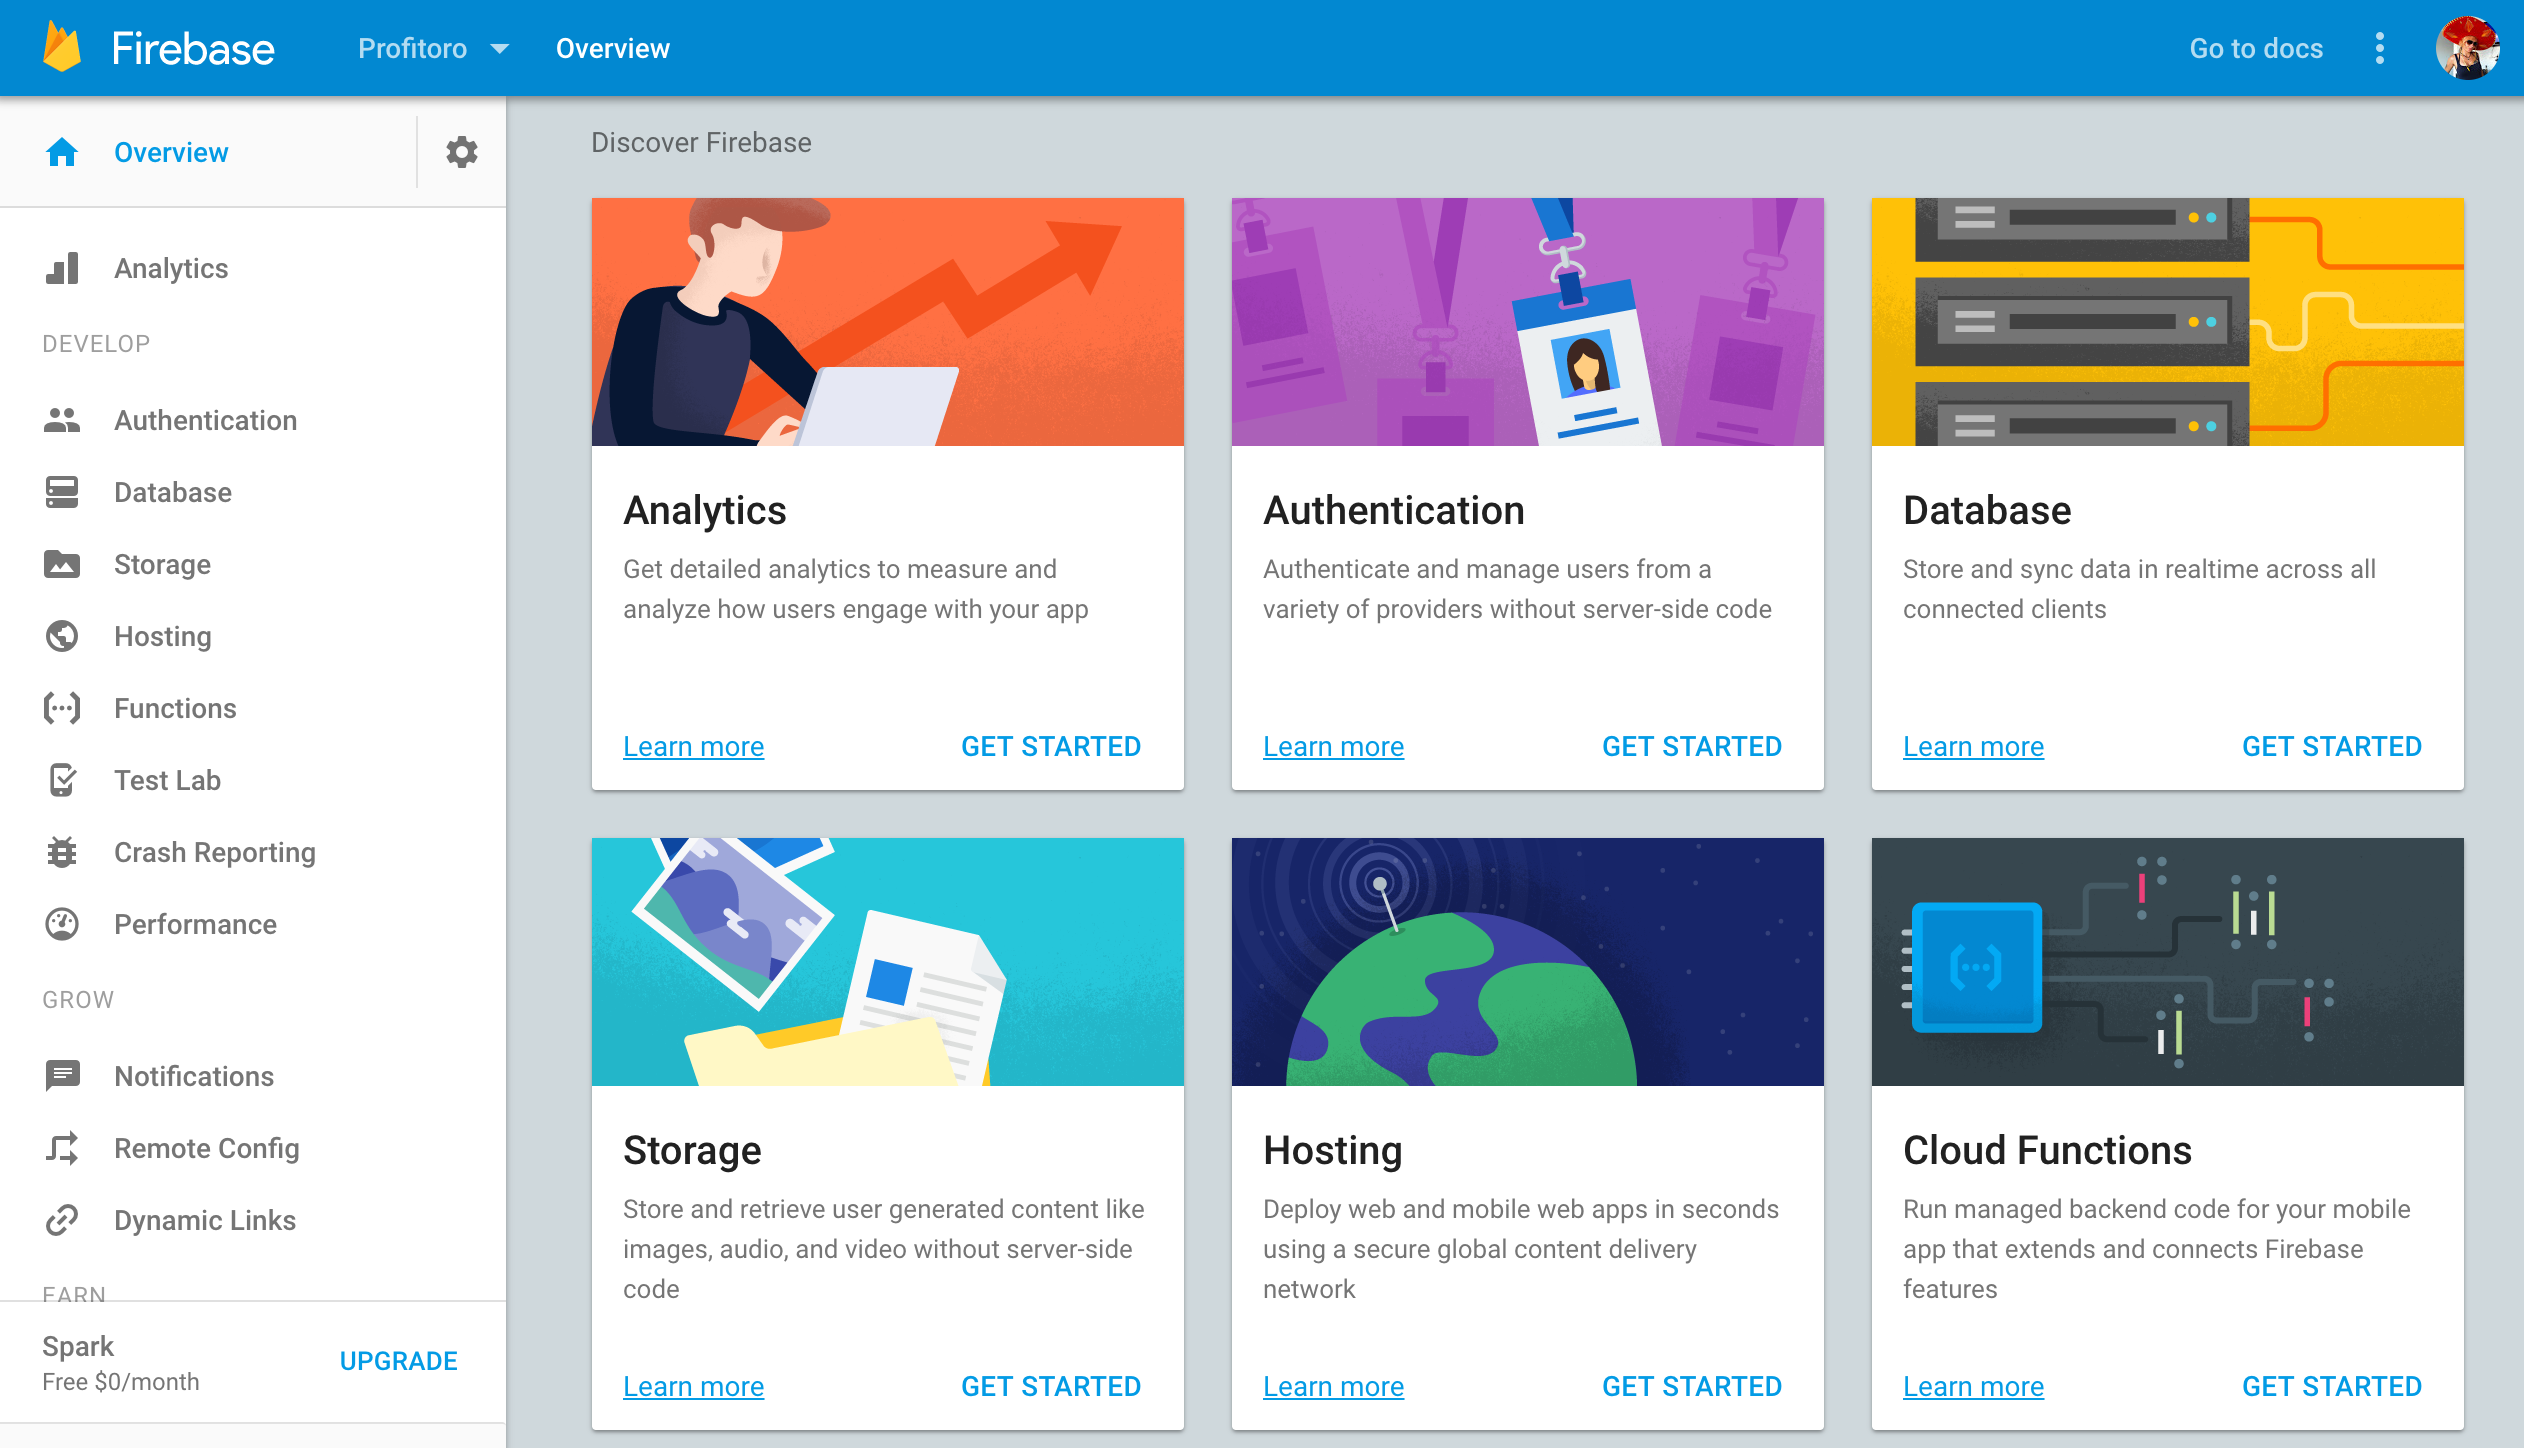 Firebase
Profitoro
Overview
Go to docs
Overview
Analytics
DEVELOP
Authentication
Database
Storage
Hosting
Functions
Test Lab
Crash Reporting
Performance
GROW
Notifications
Remote Config
Dynamic Links
EARN
Spark
Free $0/month
UPGRADE
Discover Firebase
Analytics
Get detailed analytics to measure and
analyze how users engage with your app
Learn more
GET STARTED
Authentication
Authenticate and manage users from a
variety of providers without server-side code
Learn more
GET STARTED
Database
Store and sync data in realtime across all
connected clients
Learn more
GET STARTED
Storage
Store and retrieve user generated content like
images, audio, and video without server-side
code
Learn more
GET STARTED
Hosting
Deploy web and mobile web apps in seconds
using a secure global content delivery
network
Learn more
GET STARTED
Cloud Functions
Run managed backend code for your mobile
app that extends and connects Firebase
features
Learn more
GET STARTED